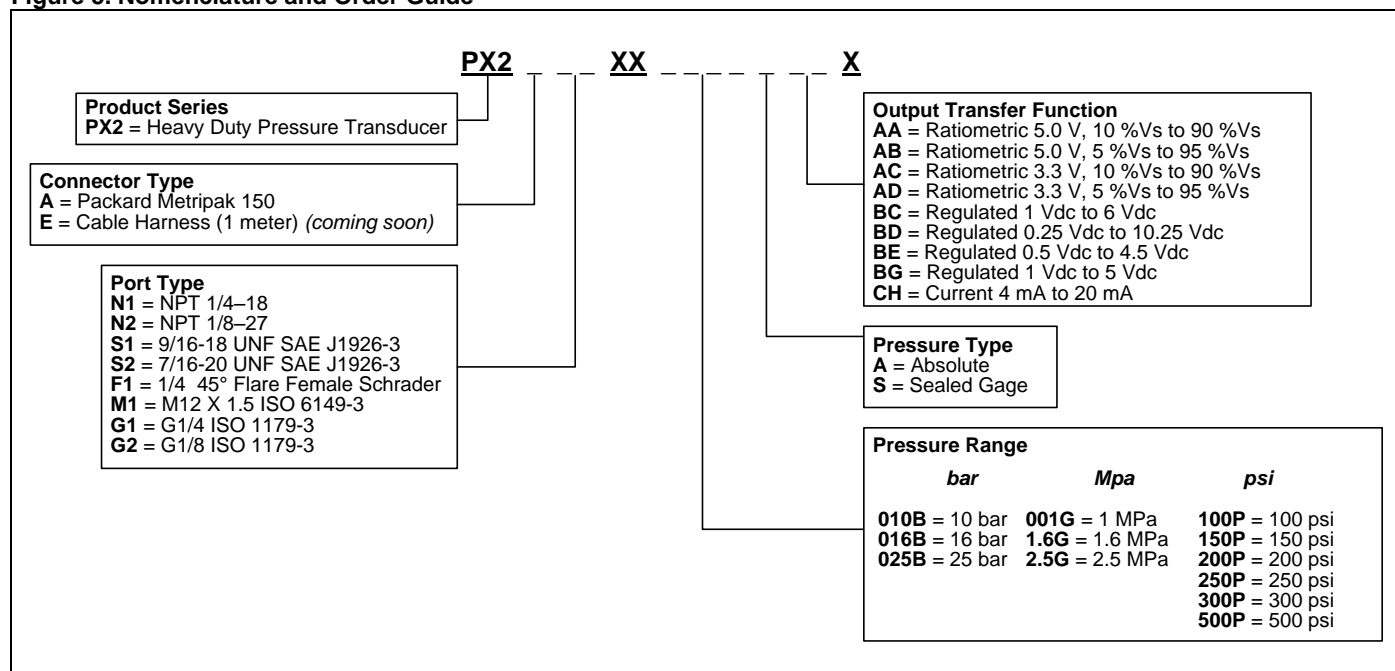 Figure 3. Nomenclature and Order Guide
PX2 _ _ _ XX _ _ _ _ _ _ _ X
Product Series
PX2 = Heavy Duty Pressure Transducer
Connector Type
A = Packard Metripak 150
E = Cable Harness (1 meter) (coming soon)
Port Type
N1 = NPT 1/4–18
N2 = NPT 1/8–27
S1 = 9/16-18 UNF SAE J1926-3
S2 = 7/16-20 UNF SAE J1926-3
F1 = 1/4 45° Flare Female Schrader
M1 = M12 X 1.5 ISO 6149-3
G1 = G1/4 ISO 1179-3
G2 = G1/8 ISO 1179-3
Output Transfer Function
AA = Ratiometric 5.0 V, 10 %Vs to 90 %Vs
AB = Ratiometric 5.0 V, 5 %Vs to 95 %Vs
AC = Ratiometric 3.3 V, 10 %Vs to 90 %Vs
AD = Ratiometric 3.3 V, 5 %Vs to 95 %Vs
BC = Regulated 1 Vdc to 6 Vdc
BD = Regulated 0.25 Vdc to 10.25 Vdc
BE = Regulated 0.5 Vdc to 4.5 Vdc
BG = Regulated 1 Vdc to 5 Vdc
CH = Current 4 mA to 20 mA
Pressure Type
A = Absolute
S = Sealed Gage
Pressure Range
bar Mpa psi
010B = 10 bar 001G = 1 MPa 100P = 100 psi
016B = 16 bar 1.6G = 1.6 MPa 150P = 150 psi
025B = 25 bar 2.5G = 2.5 MPa 200P = 200 psi
250P = 250 psi
300P = 300 psi
500P = 500 psi